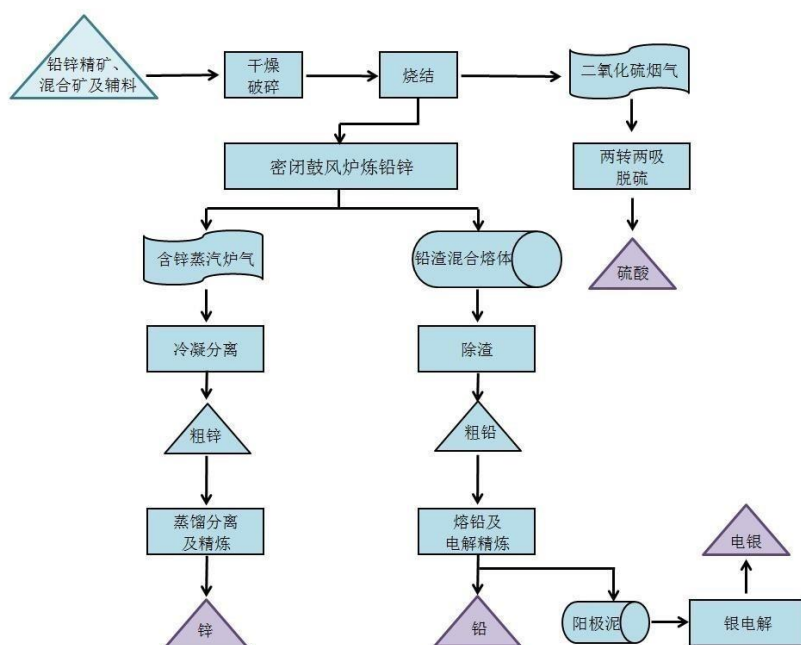 铅锌精矿、
混合矿及辅料
干燥
破碎
烧结
二氧化硫烟气
密闭鼓风炉炼铅锌
两转两吸
脱硫
含锌蒸汽炉气
铅渣混合熔体
硫酸
冷凝分离
除渣
粗锌
粗铅
蒸馏分离
及精炼
熔铅及
电解精炼
电银
锌
铅
阳极泥
银电解